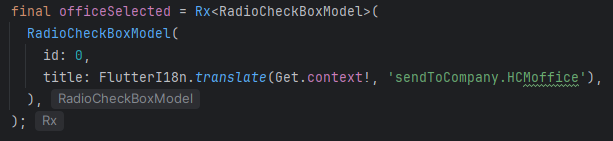 final officeSelected = Rx<RadioCheckBoxModel>(
RadioCheckBoxModel(
id: 0,
title: FlutterI18n.translate(Get.context!, 'sendToCompany.HCMoffice'),
), RadioCheckBoxModel
); Rx